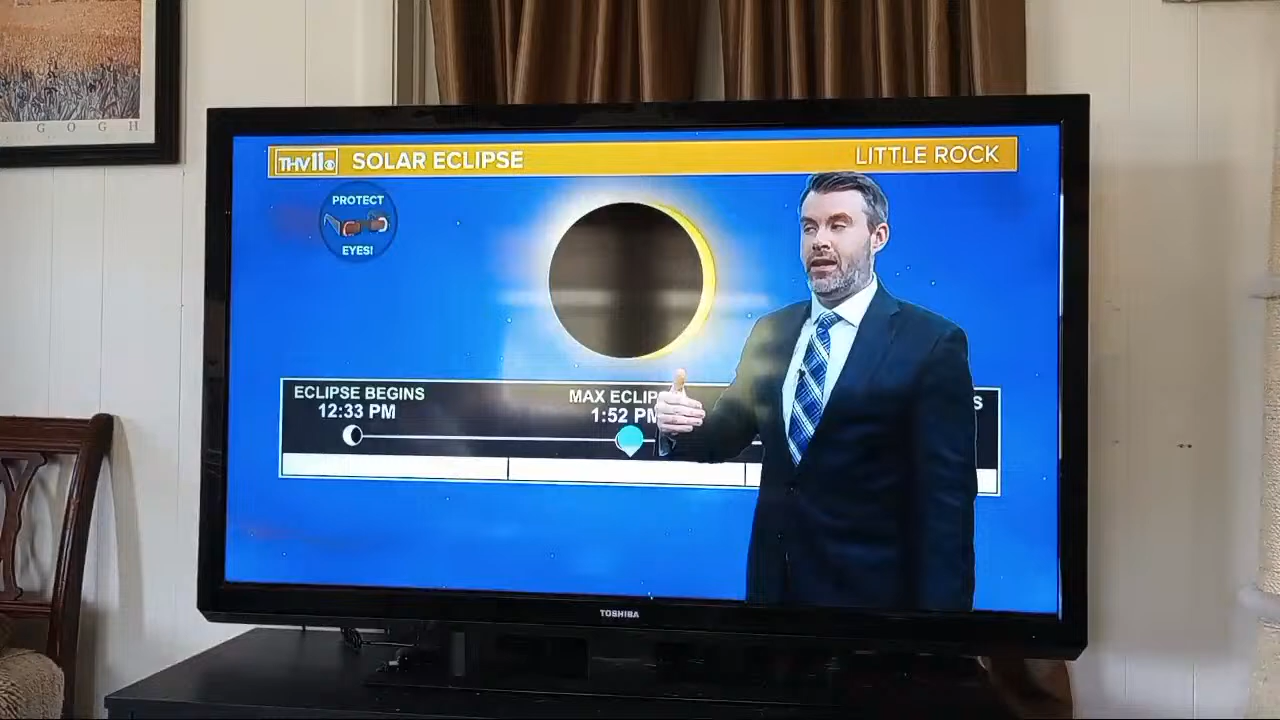 GOGH
THV11
SOLAR ECLIPSE
LITTLE ROCK
PROTECT
EYES!
ECLIPSE BEGINS
12:33 PM
MAX ECLIP
1:52 PM
S
TOSHIBA